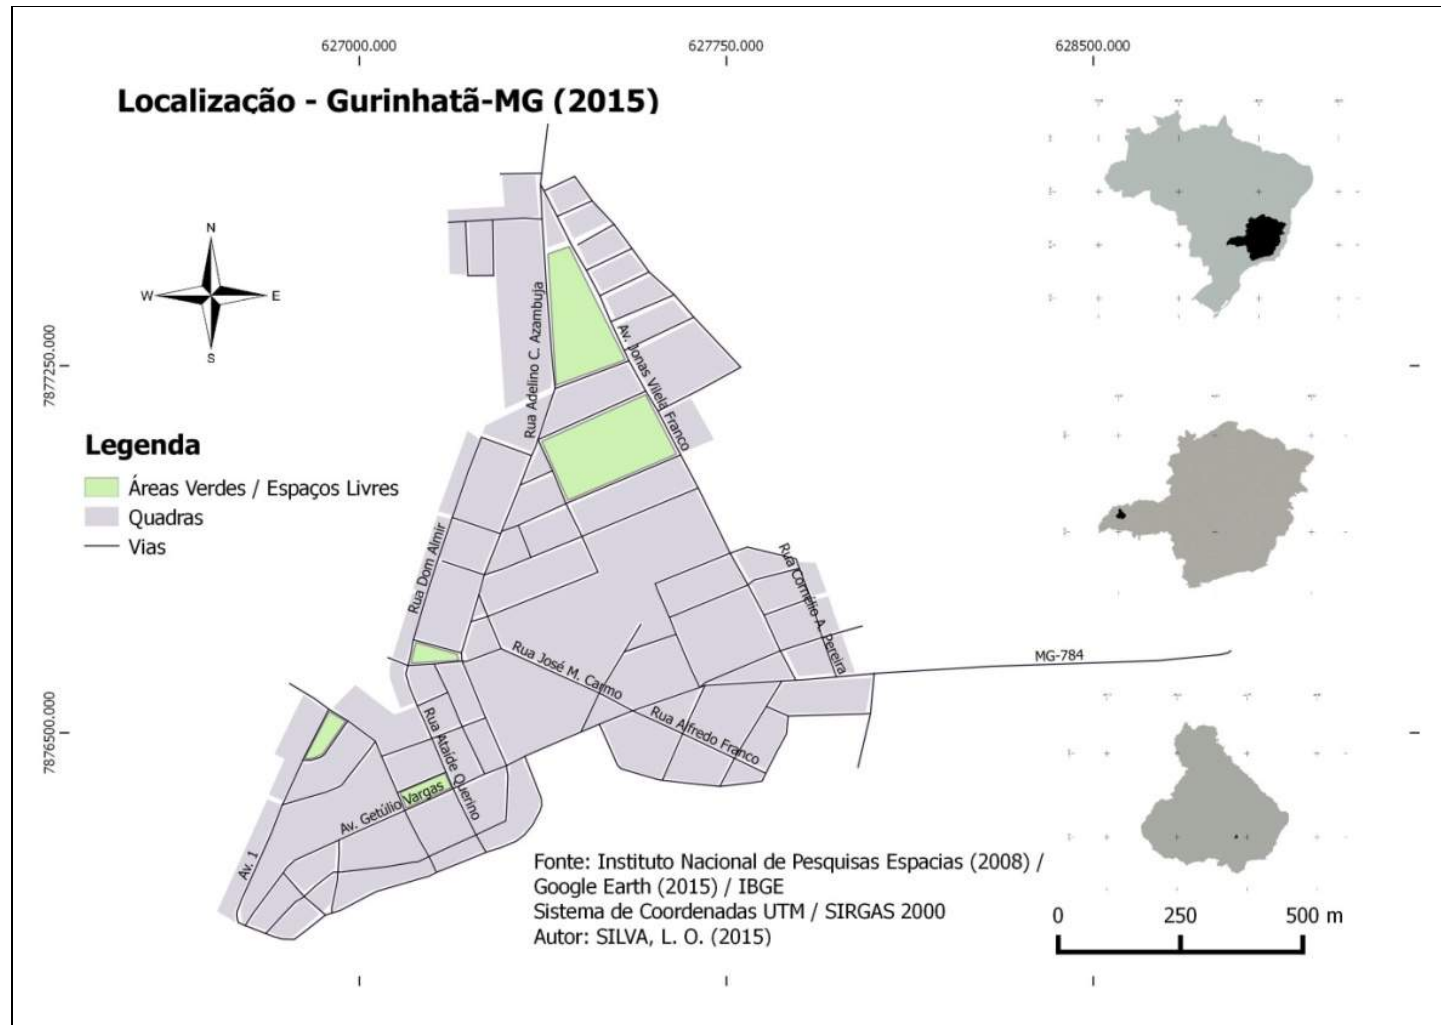 627000.000
627750.000
628500.000
Localização - Gurinhatã-MG (2015)
N
W
E
S
7877250.000
7876500.000
Legenda
Áreas Verdes / Espaços Livres
Quadras
Vias
Rua Adelino C. Azambuja
Av. Jonas Vilela Franco
Rua Dom Almir
Rua Cornélio A. Pereira
Rua José M. Carmo
MG-784
Rua Alfredo Franco
Rua Ataíde Querino
Av. Getúlio Vargas
Av. 1
Fonte: Instituto Nacional de Pesquisas Espacias (2008) /
Google Earth (2015) / IBGE
Sistema de Coordenadas UTM / SIRGAS 2000
Autor: SILVA, L. O. (2015)
0 250 500 m